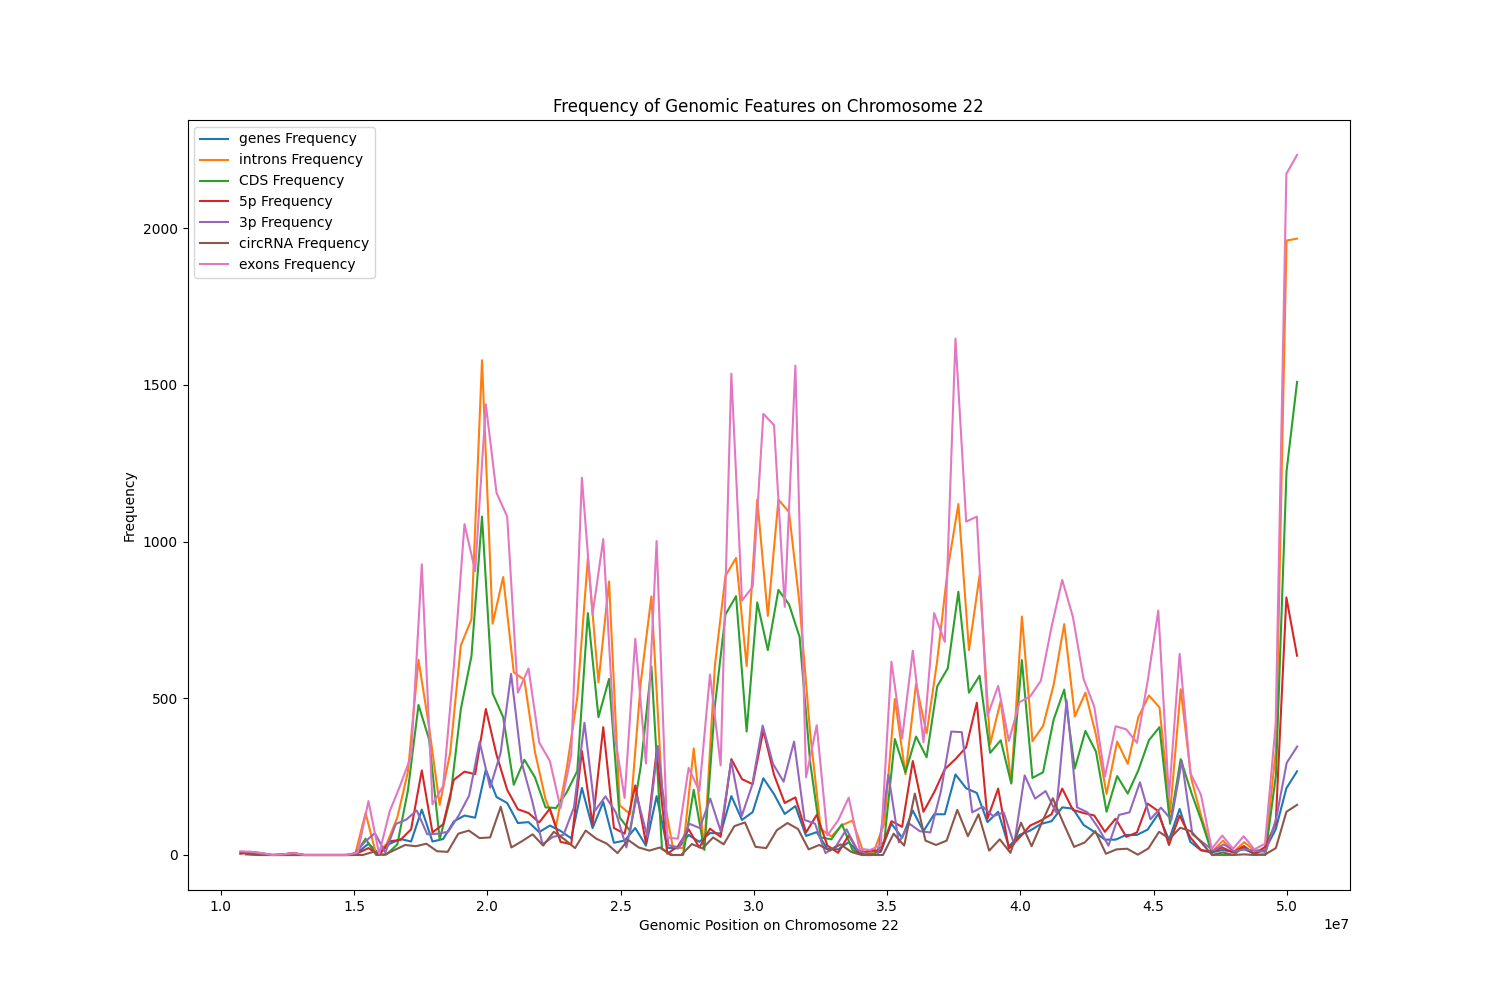 Frequency of Genomic Features on Chromosome 22
genes Frequency
introns Frequency
CDS Frequency
5p Frequency
3p Frequency
circRNA Frequency
exons Frequency
Frequency
2000
1500
1000
500
0
1.0 1.5 2.0 2.5 3.0 3.5 4.0 4.5 5.0
1e7
Genomic Position on Chromosome 22